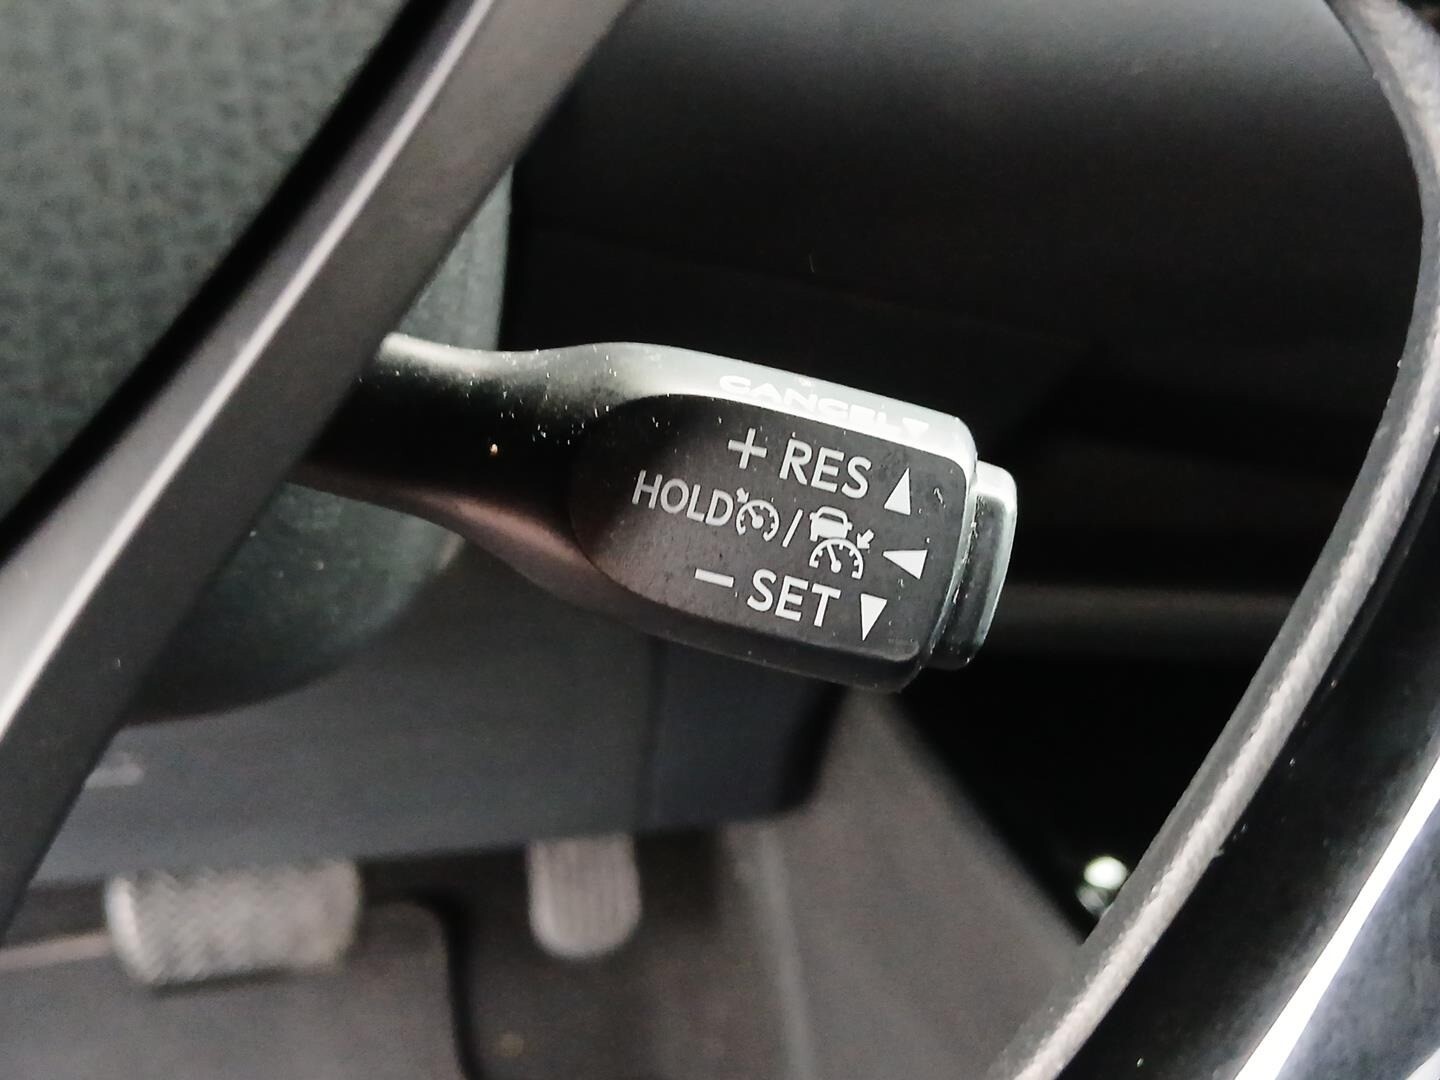 CANCEL ▼
+ RES ▲
HOLD / ◀
− SET ▼